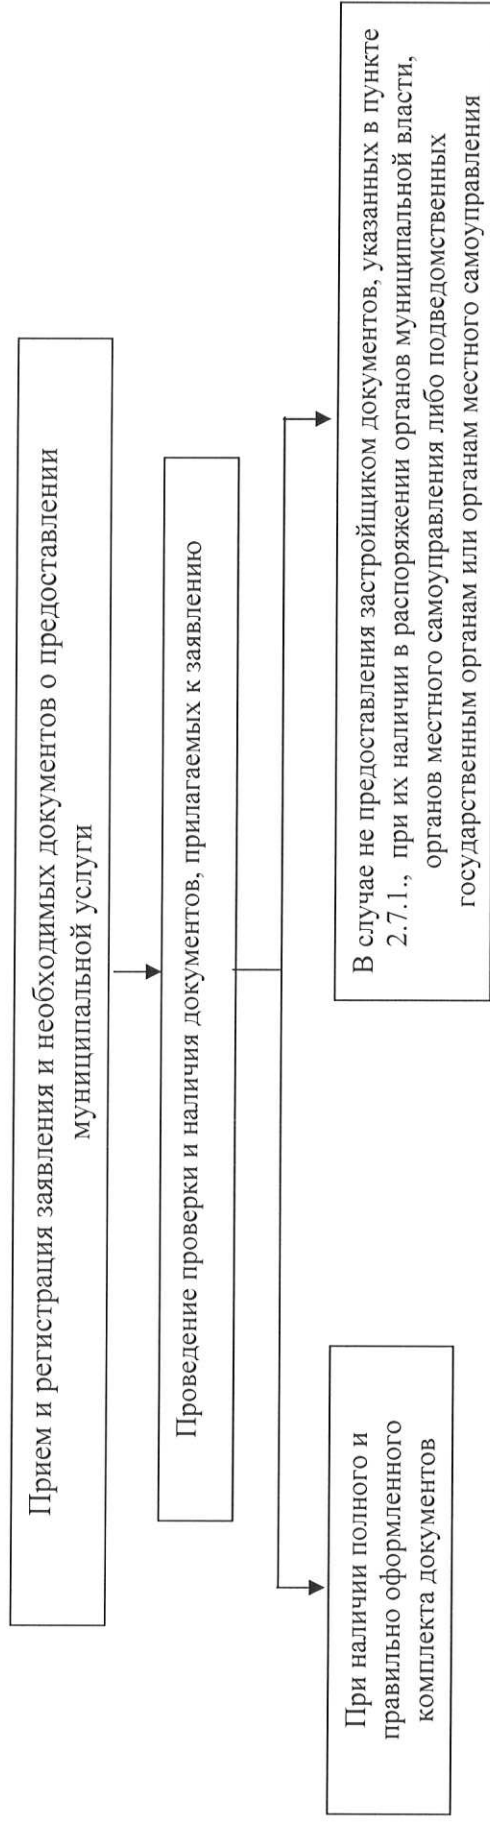 Прием и регистрация заявления и необходимых документов о предоставлении
муниципальной услуги
Проведение проверки и наличия документов, прилагаемых к заявлению
При наличии полного и
правильно оформленного
комплекта документов
В случае не предоставления застройщиком документов, указанных в пункте
2.7.1., при их наличии в распоряжении органов муниципальной власти,
органов местного самоуправления либо подведомственных
государственным органам или органам местного самоуправления